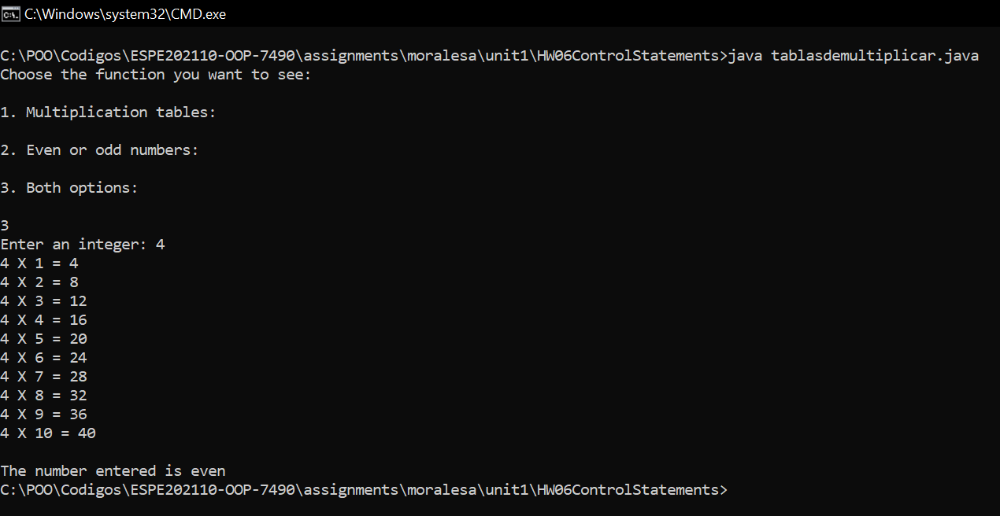 C:\Windows\system32\CMD.exe
C:\POO\Codigos\ESPE202110-OOP-7490\assignments\moralesa\unit1\HW06ControlStatements>java tablasdemultiplicar.java
Choose the function you want to see:
1. Multiplication tables:
2. Even or odd numbers:
3. Both options:
3
Enter an integer: 4
4 X 1 = 4
4 X 2 = 8
4 X 3 = 12
4 X 4 = 16
4 X 5 = 20
4 X 6 = 24
4 X 7 = 28
4 X 8 = 32
4 X 9 = 36
4 X 10 = 40
The number entered is even
C:\POO\Codigos\ESPE202110-OOP-7490\assignments\moralesa\unit1\HW06ControlStatements>